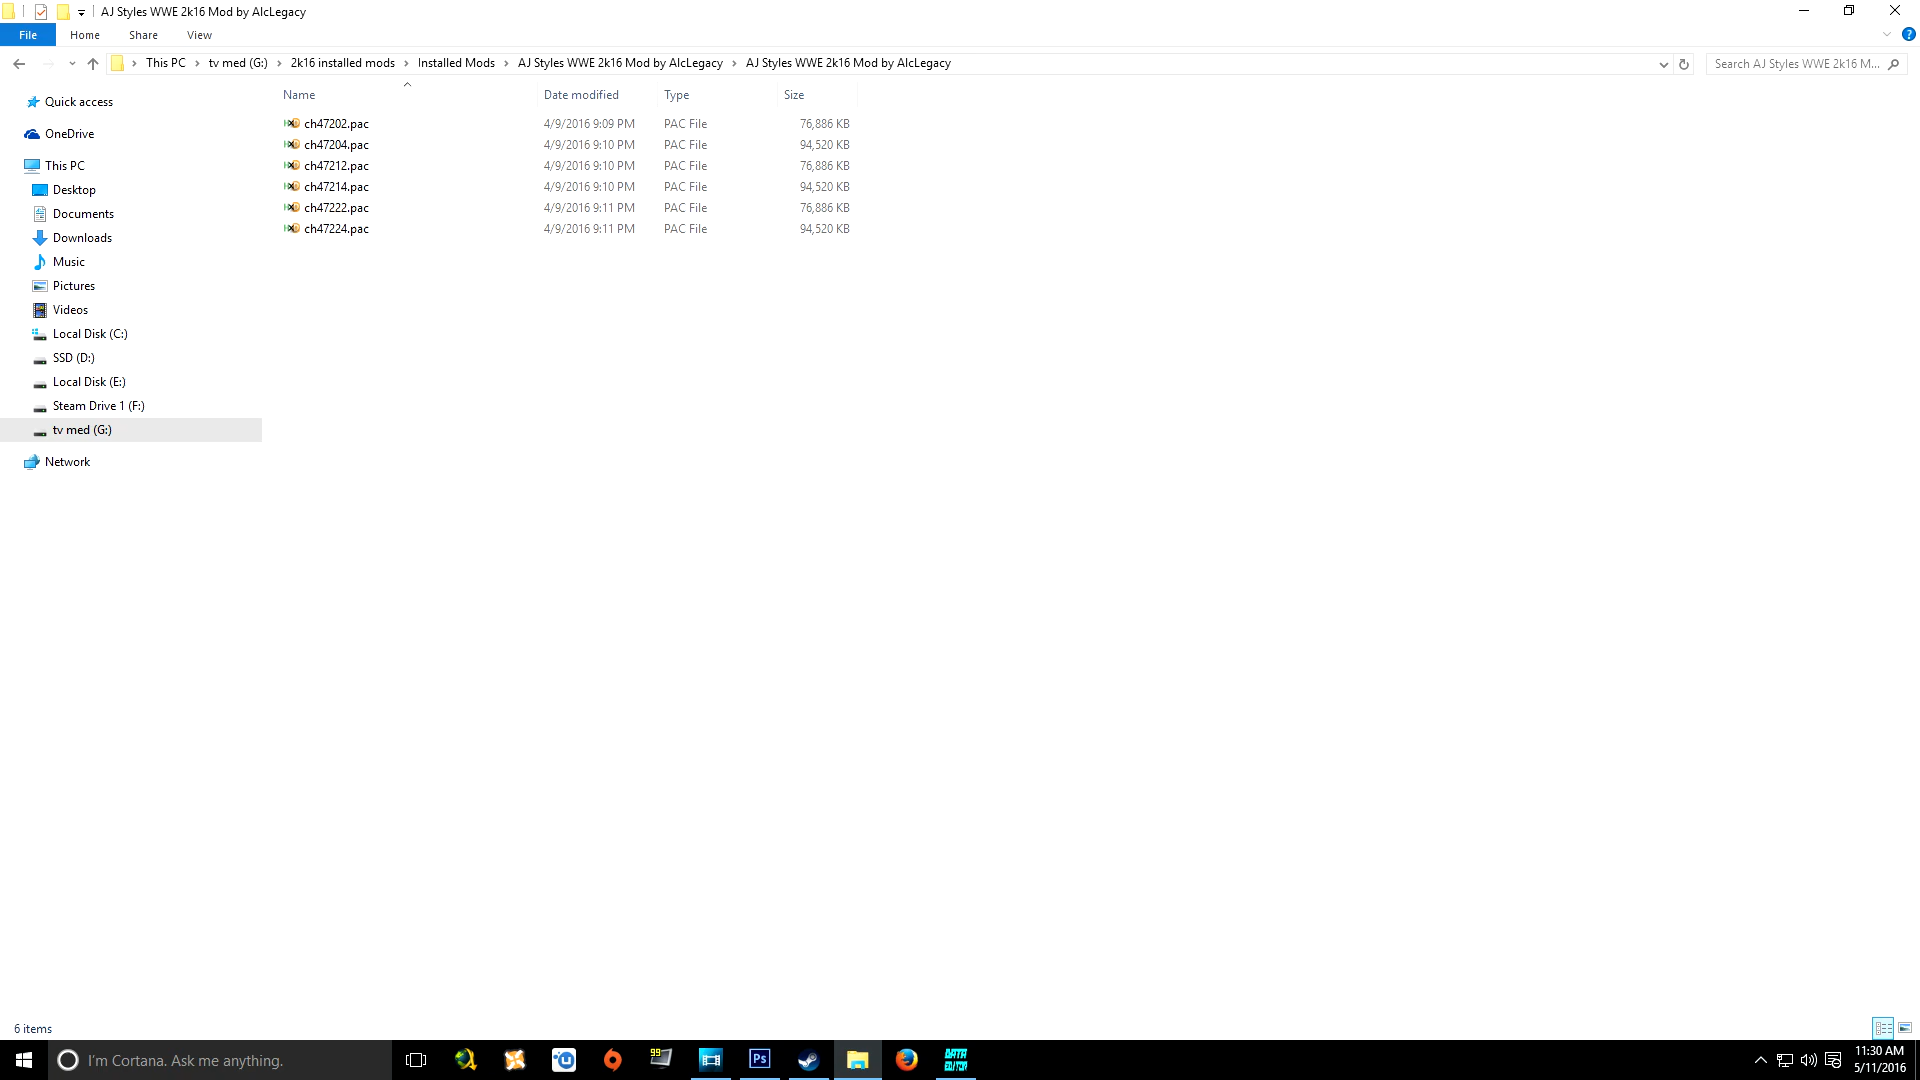 AJ Styles WWE 2k16 Mod by AlcLegacy
File Home Share View
This PC tv med (G:) 2k16 installed mods Installed Mods AJ Styles WWE 2k16 Mod by AlcLegacy AJ Styles WWE 2k16 Mod by AlcLegacy
Search AJ Styles WWE 2k16 M...
Quick access
OneDrive
This PC
Desktop
Documents
Downloads
Music
Pictures
Videos
Local Disk (C:)
SSD (D:)
Local Disk (E:)
Steam Drive 1 (F:)
tv med (G:)
Network
Name Date modified Type Size
ch47202.pac 4/9/2016 9:09 PM PAC File 76,886 KB
ch47204.pac 4/9/2016 9:10 PM PAC File 94,520 KB
ch47212.pac 4/9/2016 9:10 PM PAC File 76,886 KB
ch47214.pac 4/9/2016 9:10 PM PAC File 94,520 KB
ch47222.pac 4/9/2016 9:11 PM PAC File 76,886 KB
ch47224.pac 4/9/2016 9:11 PM PAC File 94,520 KB
6 items
I'm Cortana. Ask me anything.
99
Ps
DATA
EDITOR
11:30 AM
5/11/2016